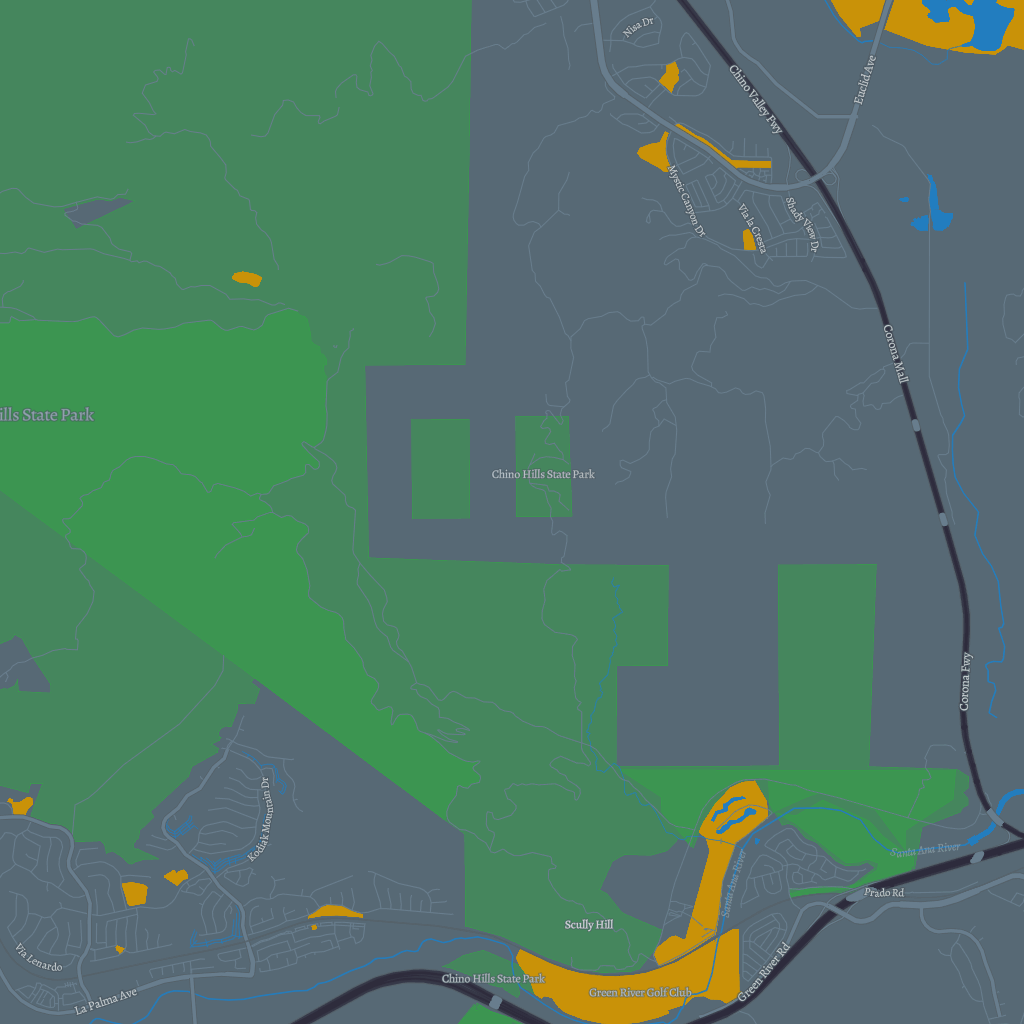 Nisa Dr
Chino Valley Fwy
Euclid Ave
Mystic Canyon Dr
Via la Cresta
Shady View Dr
Corona Mall
ills State Park
Chino Hills State Park
Corona Fwy
Kodiak Mountain Dr
Santa Ana River
Santa Ana River
Prado Rd
Scully Hill
Via Lenardo
Chino Hills State Park
Green River Golf Club
Green River Rd
La Palma Ave